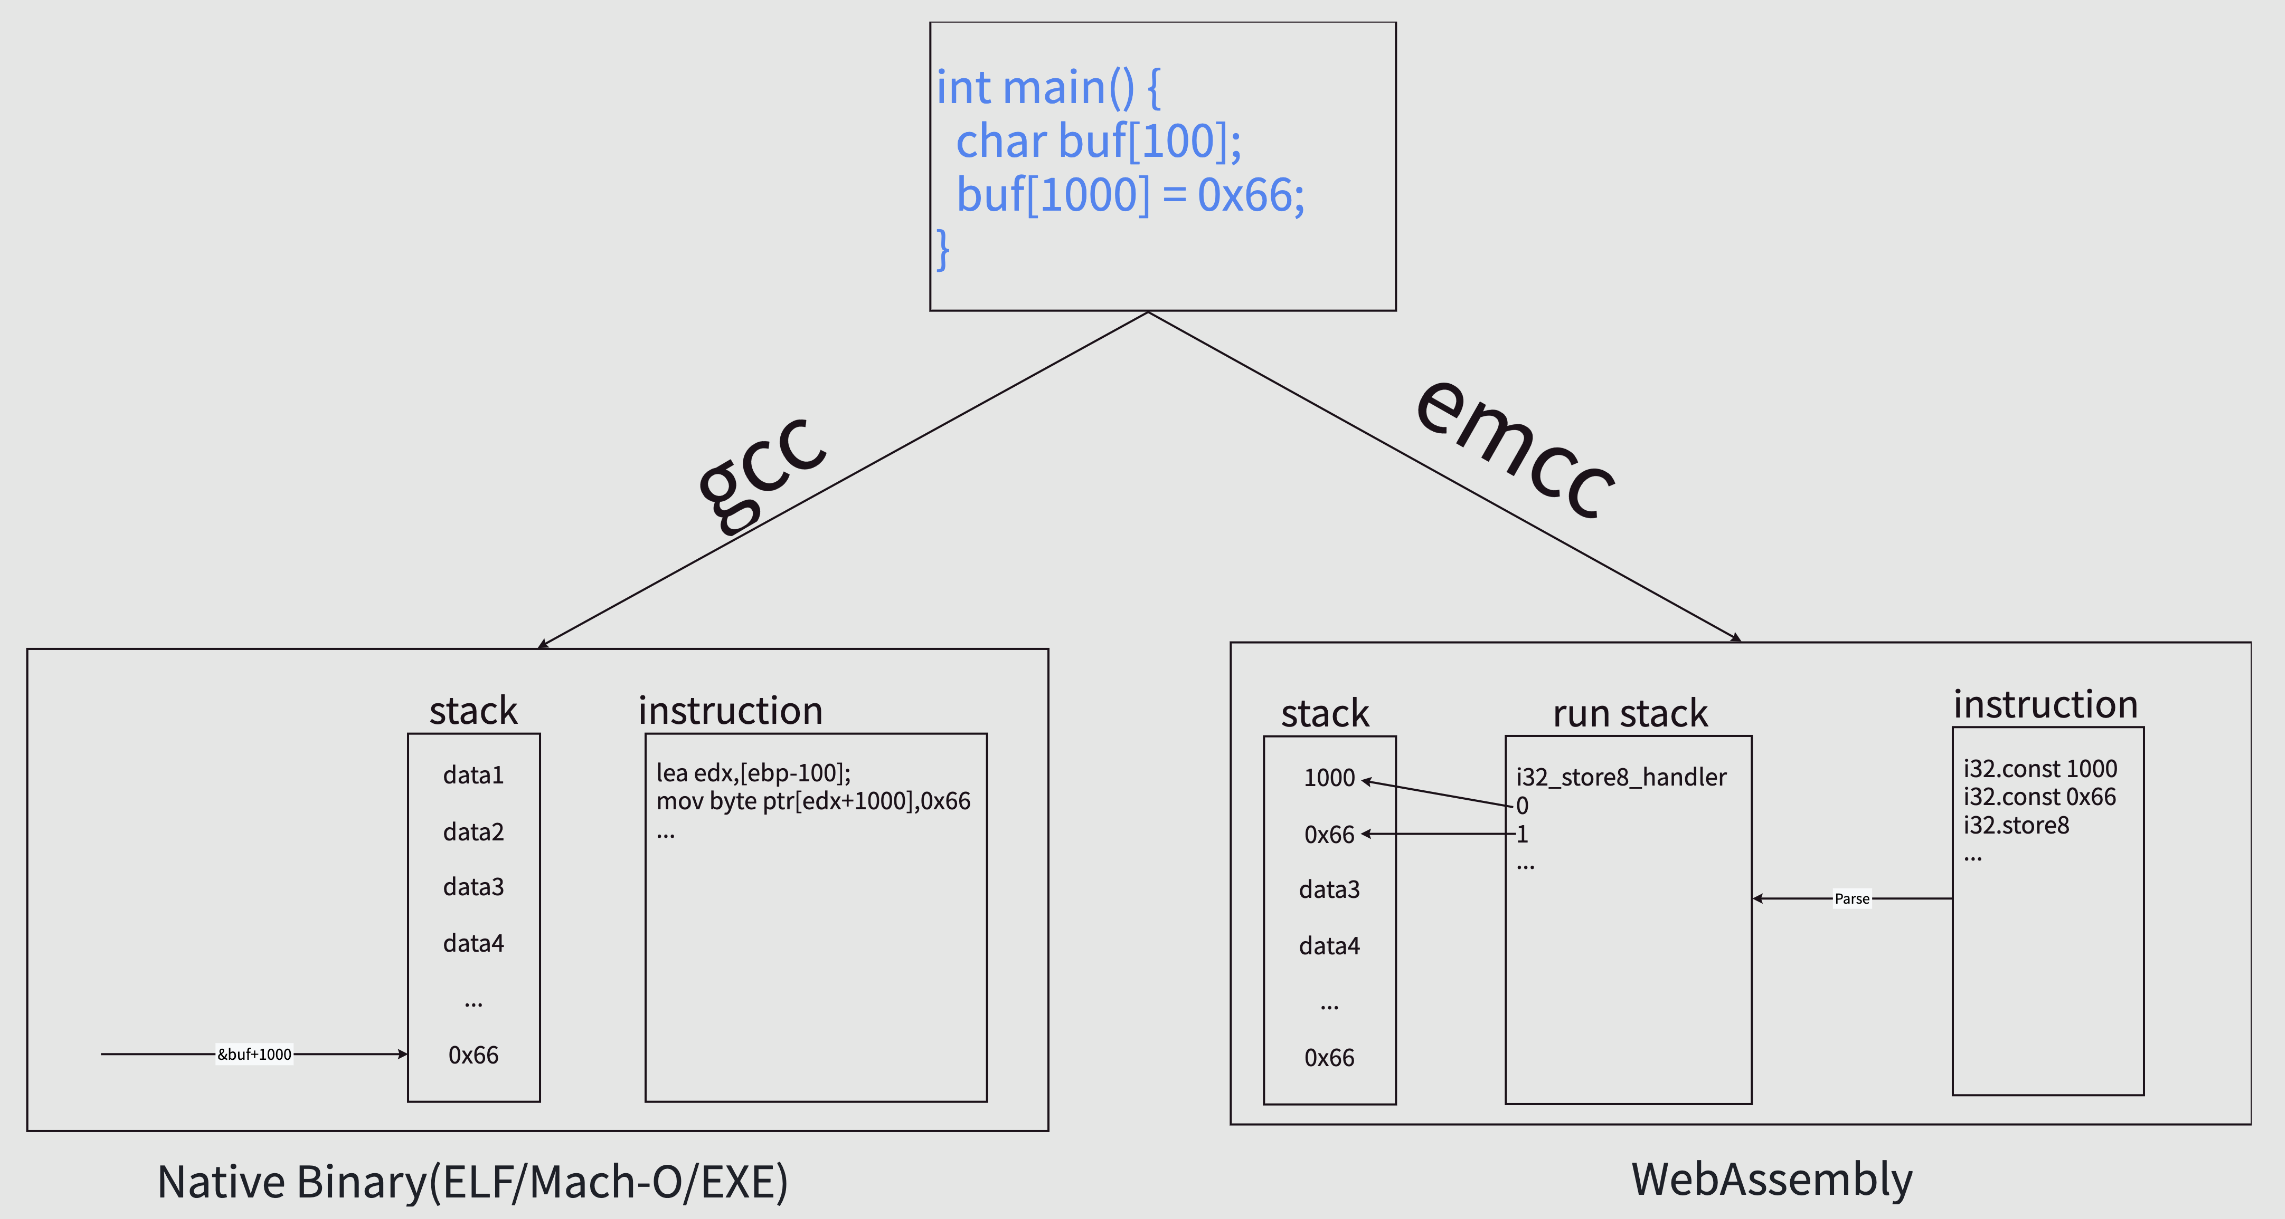 int main() {
char buf[100];
buf[1000] = 0x66;
}
gcc
emcc
stack
instruction
data1
data2
data3
data4
...
0x66
&buf+1000
lea edx,[ebp-100];
mov byte ptr[edx+1000],0x66
...
Native Binary(ELF/Mach-O/EXE)
stack
run stack
instruction
1000
0x66
data3
data4
...
0x66
i32_store8_handler
0
1
...
Parse
i32.const 1000
i32.const 0x66
i32.store8
...
WebAssembly